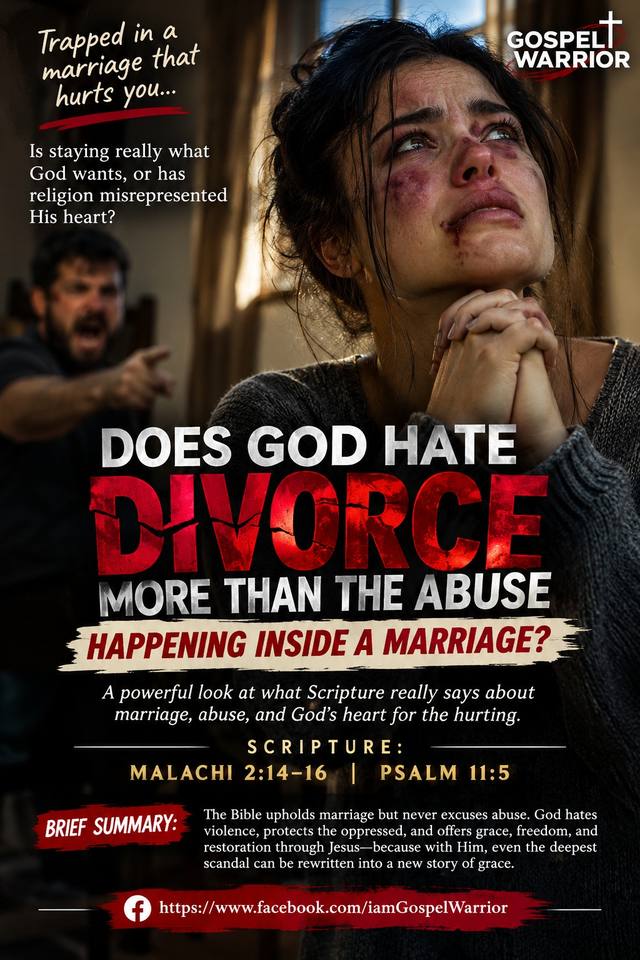 Trapped in a
marriage that
hurts you...
GOSPEL
WARRIOR
Is staying really what
God wants, or has
religion misrepresented
His heart?
DOES GOD HATE
DIVORCE
MORE THAN THE ABUSE
HAPPENING INSIDE A MARRIAGE?
A powerful look at what Scripture really says about
marriage, abuse, and God's heart for the hurting.
SCRIPTURE:
MALACHI 2:14–16 | PSALM 11:5
BRIEF SUMMARY:
The Bible upholds marriage but never excuses abuse. God hates
violence, protects the oppressed, and offers grace, freedom, and
restoration through Jesus—because with Him, even the deepest
scandal can be rewritten into a new story of grace.
https://www.facebook.com/iamGospelWarrior